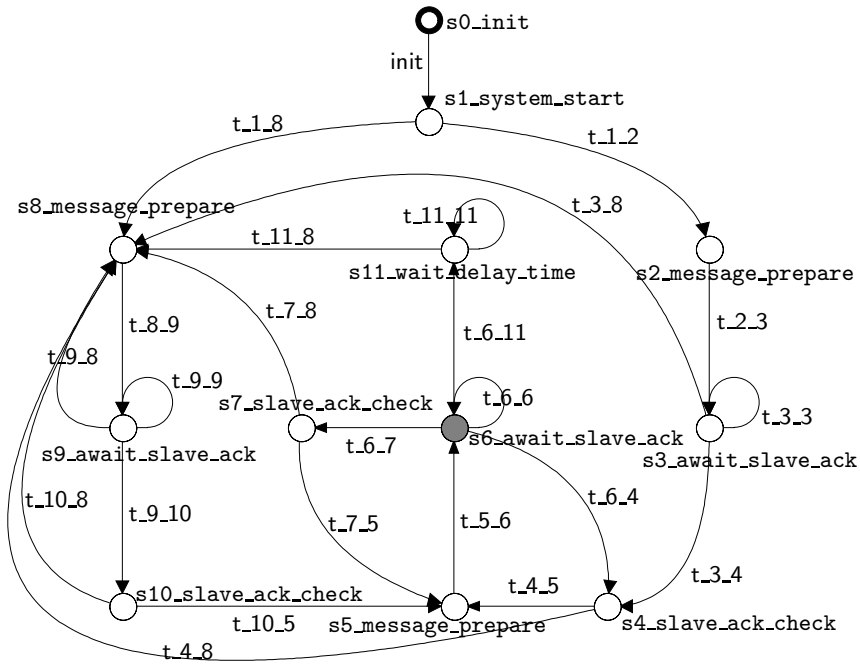 s0_init
init
s1_system_start
t_1_8
t_1_2
t_3_8
s8_message_prepare
t_11_11
t_11_8
s11_wait_delay_time
s2_message_prepare
t_7_8
t_8_9
t_6_11
t_2_3
t_9_8
t_9_9
s7_slave_ack_check
t_6_6
t_3_3
t_6_7
s6_await_slave_ack
s9_await_slave_ack
s3_await_slave_ack
t_10_8
t_9_10
t_7_5
t_5_6
t_6_4
t_3_4
s10_slave_ack_check
t_4_5
t_10_5
s5_message_prepare
s4_slave_ack_check
t_4_8